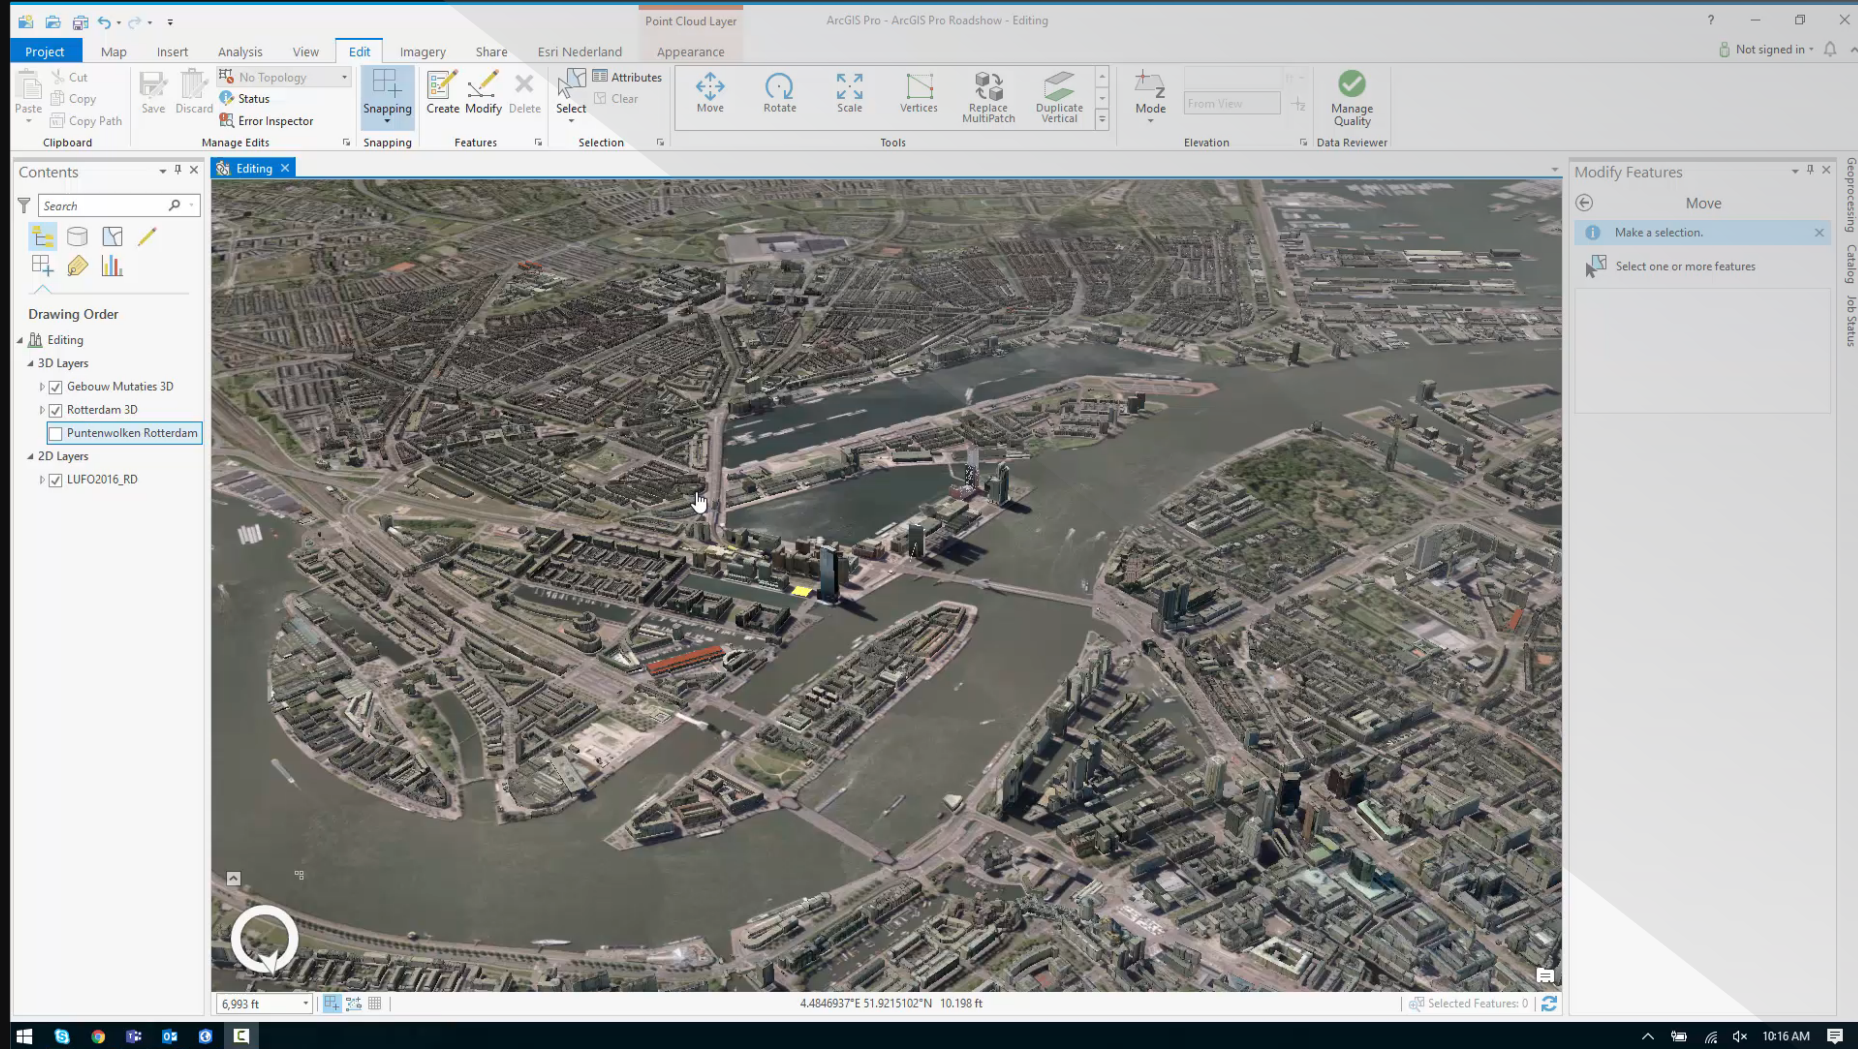 Point Cloud Layer
ArcGIS Pro - ArcGIS Pro Roadshow - Editing
?
Project Map Insert Analysis View Edit Imagery Share Esri Nederland Appearance
Not signed in
Paste
Cut
Copy
Copy Path
Clipboard
Save
Discard
No Topology
Status
Error Inspector
Manage Edits
Snapping
Snapping
Create
Modify
Delete
Features
Select
Attributes
Clear
Selection
Move
Rotate
Scale
Vertices
Replace
MultiPatch
Duplicate
Vertical
Tools
Mode
From View
Elevation
Manage
Quality
Data Reviewer
Contents
Search
Drawing Order
Editing
3D Layers
Gebouw Mutaties 3D
Rotterdam 3D
Puntenwolken Rotterdam
2D Layers
LUFO2016_RD
Editing
6,993 ft
4.4846937°E 51.9215102°N 10.198 ft
Selected Features: 0
Modify Features
Move
Make a selection.
Select one or more features
Geoprocessing
Catalog
Job Status
10:16 AM